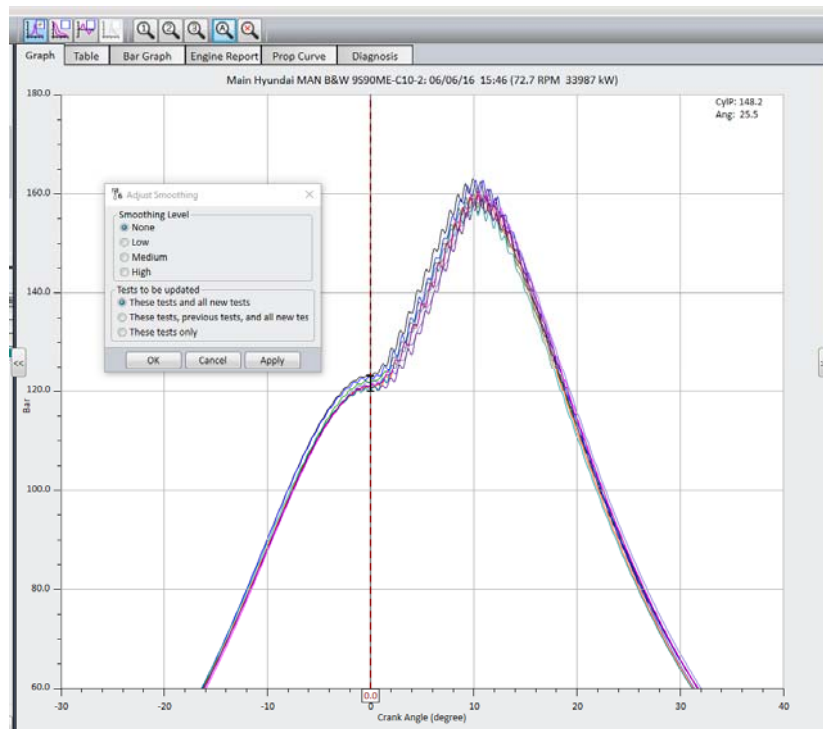 1 2 3 A
Graph Table Bar Graph Engine Report Prop Curve Diagnosis
Main Hyundai MAN B&W 9S90ME-C10-2: 06/06/16 15:46 (72.7 RPM 33987 kW)
CylP: 148.2
Ang: 25.5
180.0
160.0
140.0
120.0
100.0
80.0
60.0
Bar
Adjust Smoothing
Smoothing Level
None
Low
Medium
High
Tests to be updated
These tests and all new tests
These tests, previous tests, and all new tes
These tests only
OK Cancel Apply
<<
-30 -20 -10 0 10 20 30 40
0.0
Crank Angle (degree)